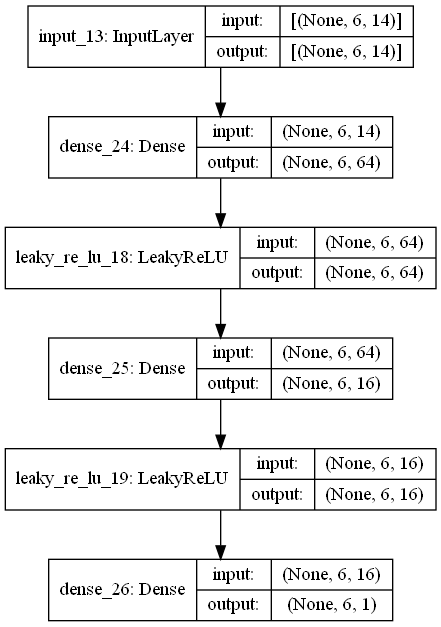 input_13: InputLayer
input: [(None, 6, 14)]
output: [(None, 6, 14)]
dense_24: Dense
input: (None, 6, 14)
output: (None, 6, 64)
leaky_re_lu_18: LeakyReLU
input: (None, 6, 64)
output: (None, 6, 64)
dense_25: Dense
input: (None, 6, 64)
output: (None, 6, 16)
leaky_re_lu_19: LeakyReLU
input: (None, 6, 16)
output: (None, 6, 16)
dense_26: Dense
input: (None, 6, 16)
output: (None, 6, 1)